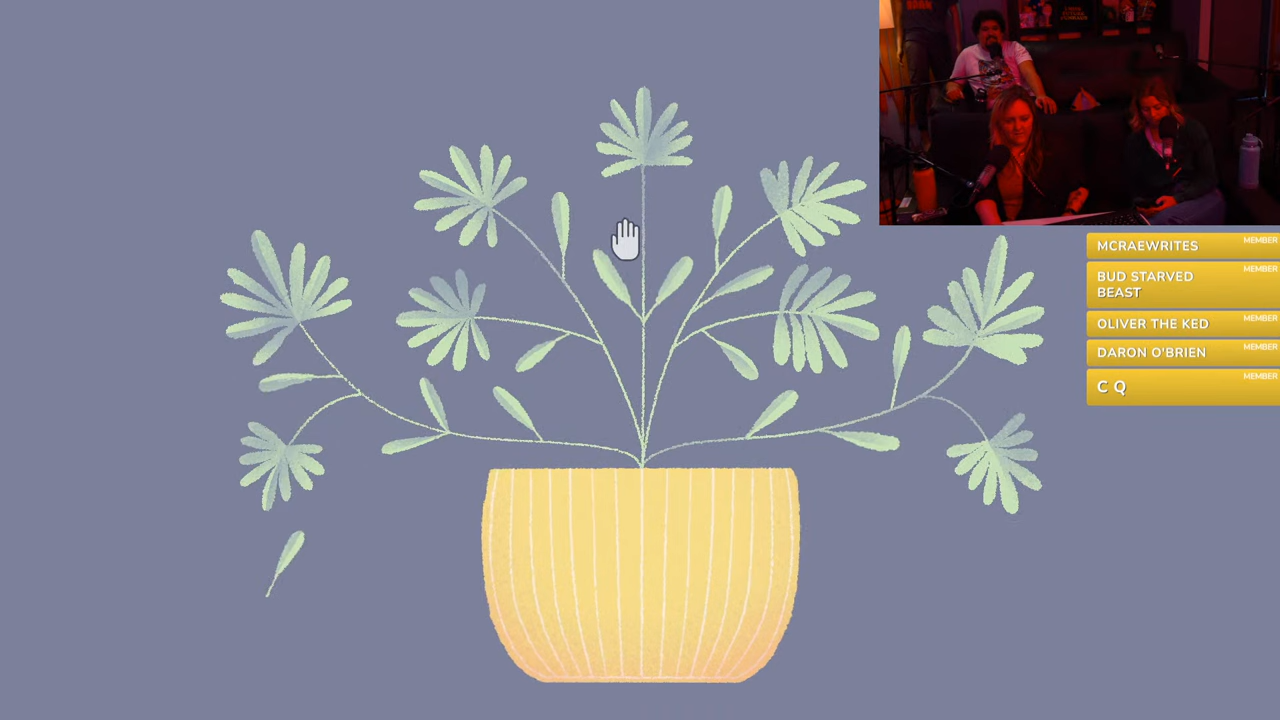 MCRAEWRITES
MEMBER
BUD STARVED
BEAST
MEMBER
OLIVER THE KED
MEMBER
DARON O'BRIEN
MEMBER
C Q
MEMBER